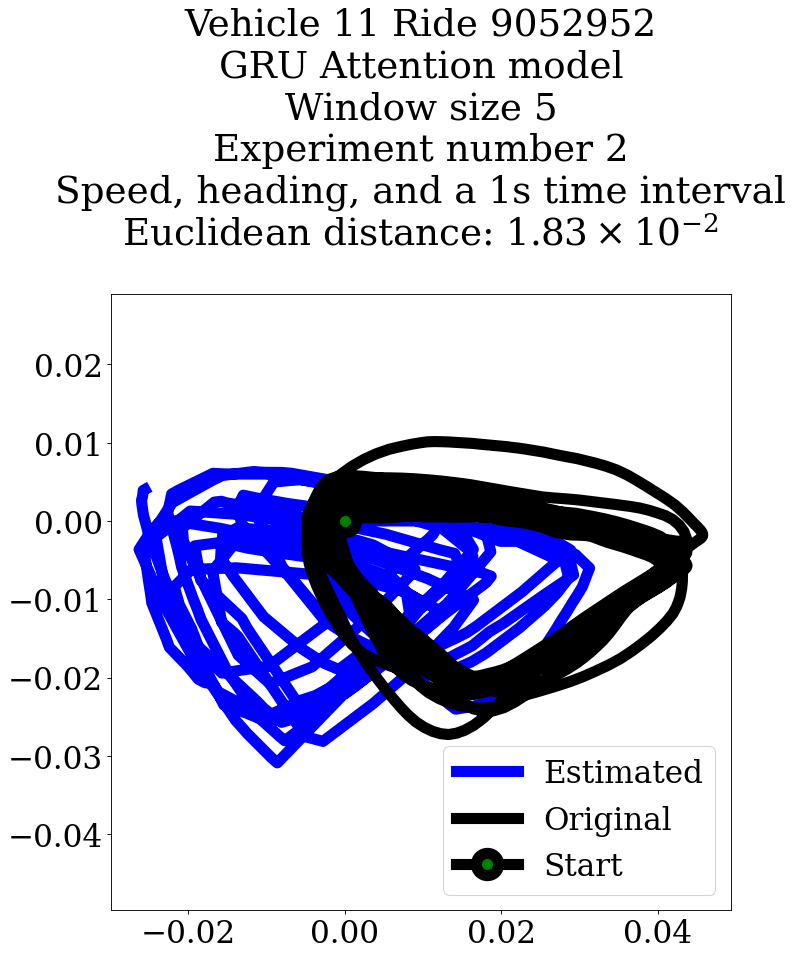 Vehicle 11 Ride 9052952
GRU Attention model
Window size 5
Experiment number 2
Speed, heading, and a 1s time interval
Euclidean distance: 1.83 × 10⁻²
0.02
0.01
0.00
−0.01
−0.02
−0.03
−0.04
Estimated
Original
Start
−0.02 0.00 0.02 0.04